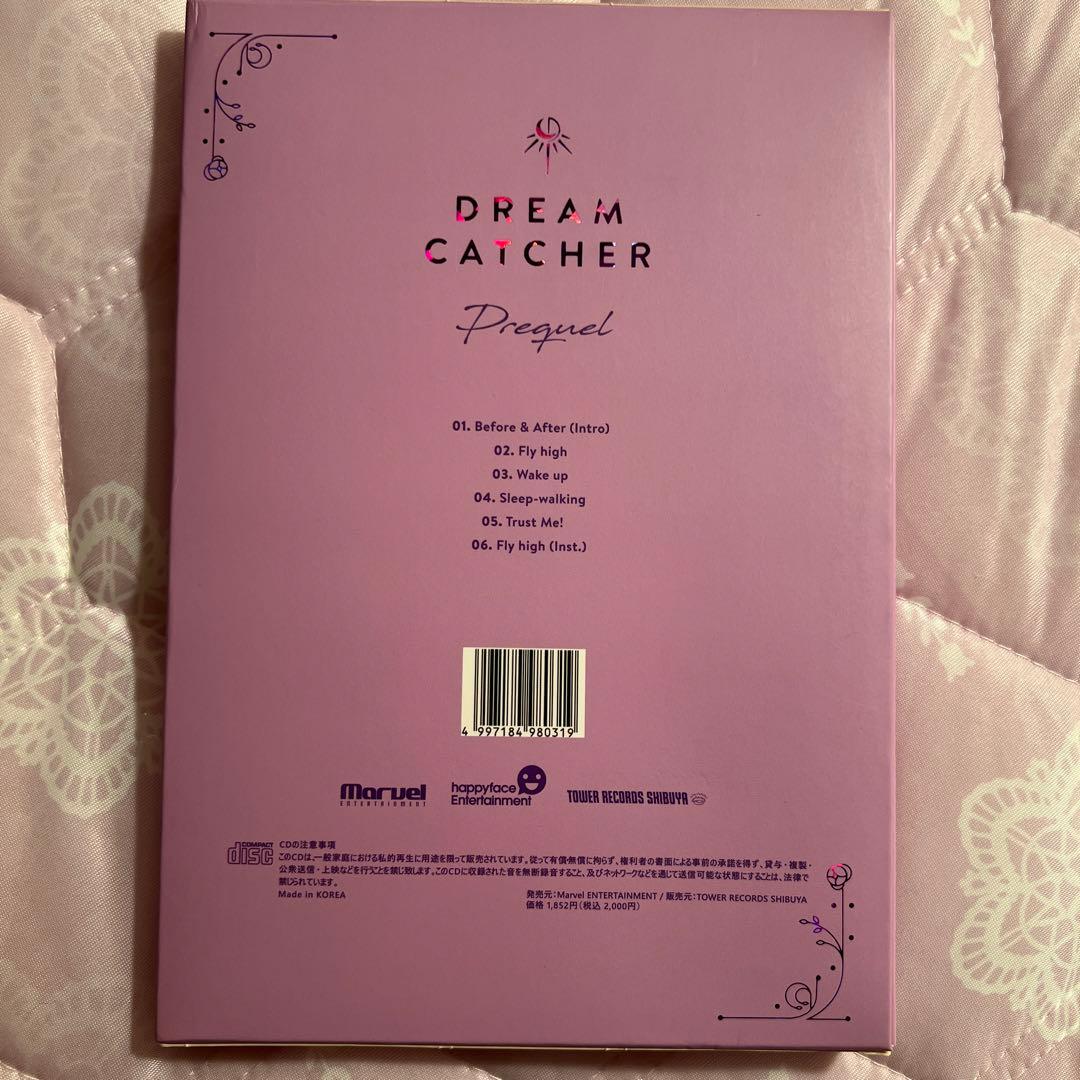 DREAM
CATCHER
Prequel
01. Before & After (Intro)
02. Fly high
03. Wake up
04. Sleep-walking
05. Trust Me!
06. Fly high (Inst.)
4 997184 980319
Marvel
ENTERTAINMENT
happyface
Entertainment
TOWER RECORDS SHIBUYA
COMPACT
disc
CDの注意事項
このCDは、一般家庭における私的再生に用途を限って販売されています。従って有償・無償に拘らず、権利者の書面による事前の承諾を得ず、貸与・複製・
公衆送信・上映などを行うことを禁じ致します。このCDに収録された音を無断録音すること、及びネットワークなどを通じて送信可能な状態にすることは、法律で
禁じられています。
Made in KOREA
発売元:Marvel ENTERTAINMENT / 販売元:TOWER RECORDS SHIBUYA
価格 1,852円(税込 2,000円)